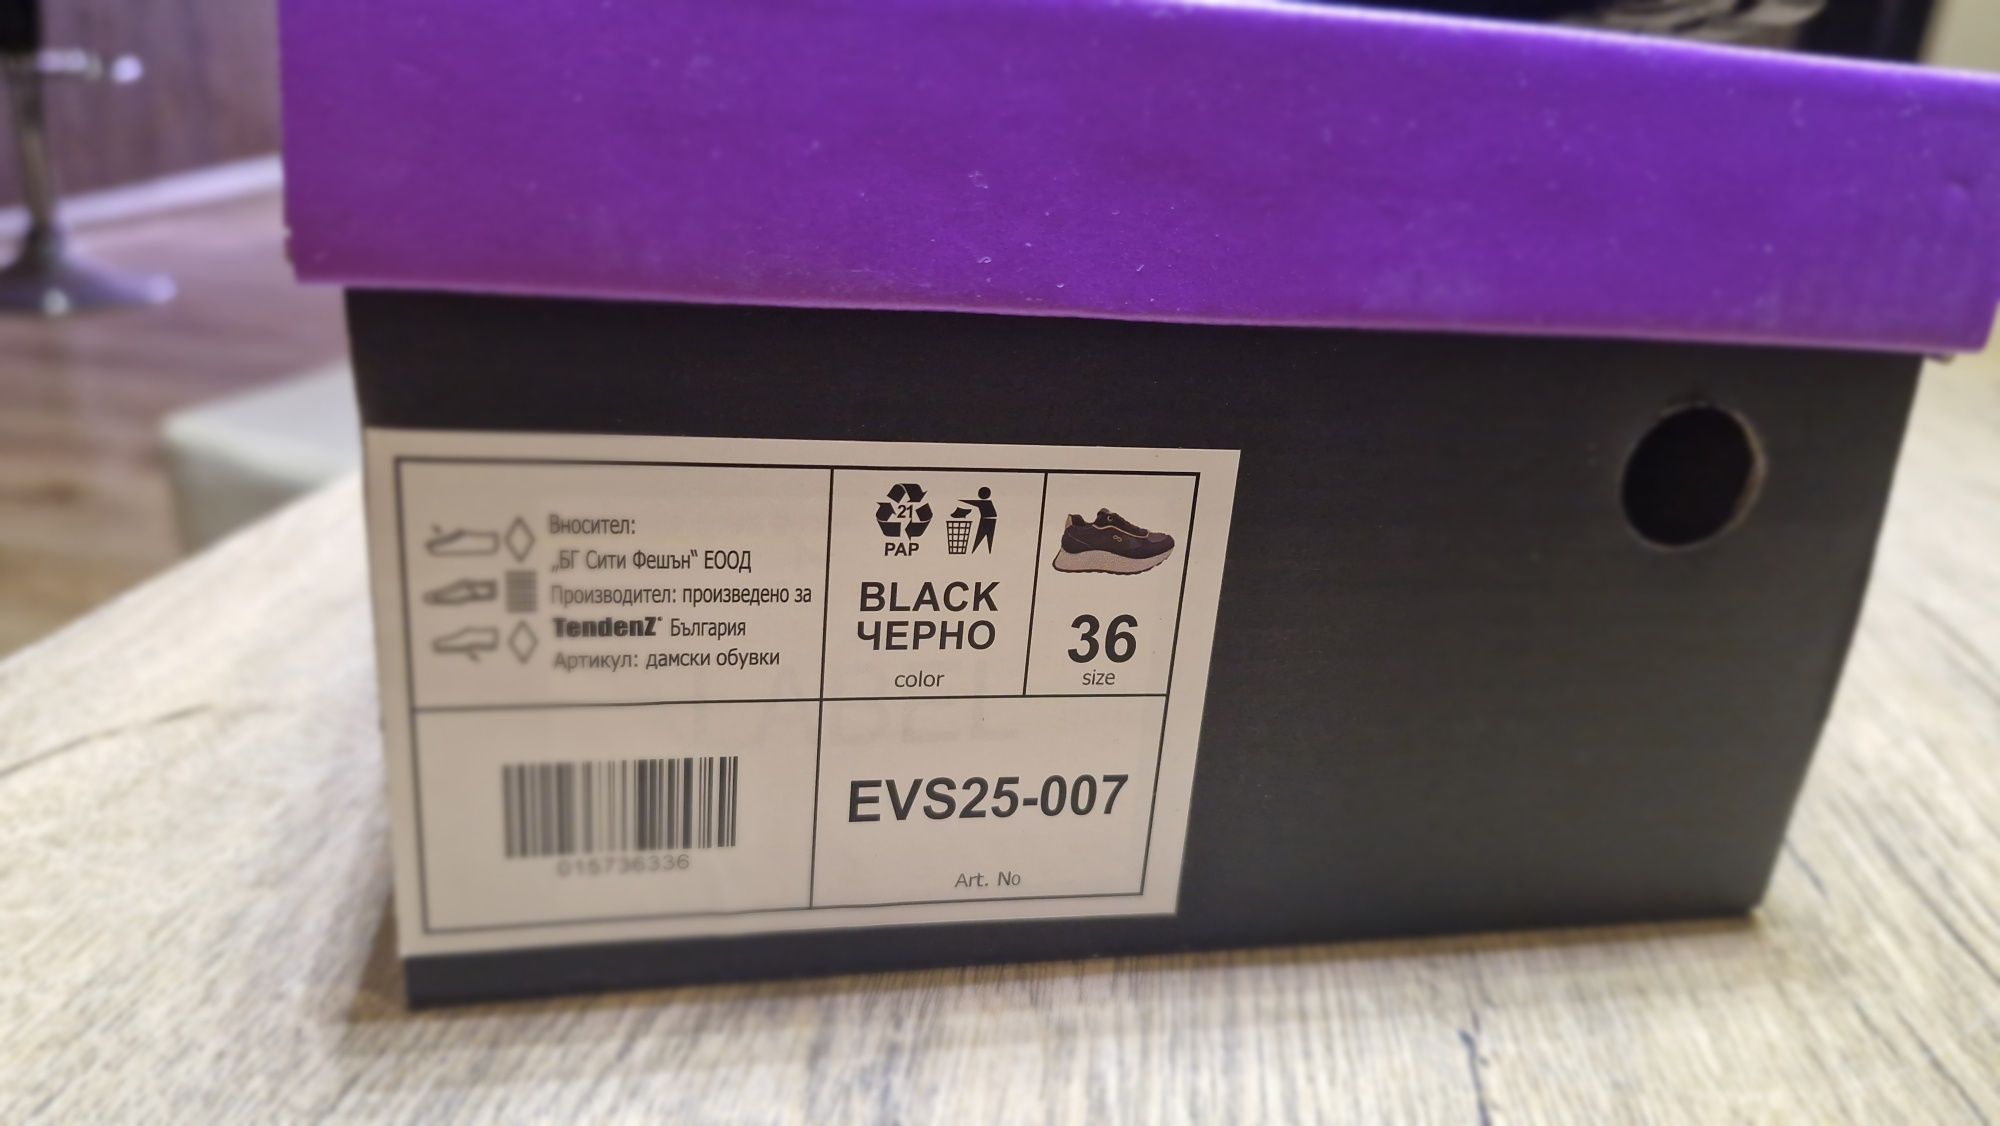 Вносител:
„БГ Сити Фешън“ ЕООД
Производител: произведено за
TendenZ® България
Артикул: дамски обувки
21
PAP
BLACK
ЧЕРНО
color
36
size
015736336
EVS25-007
Art. No